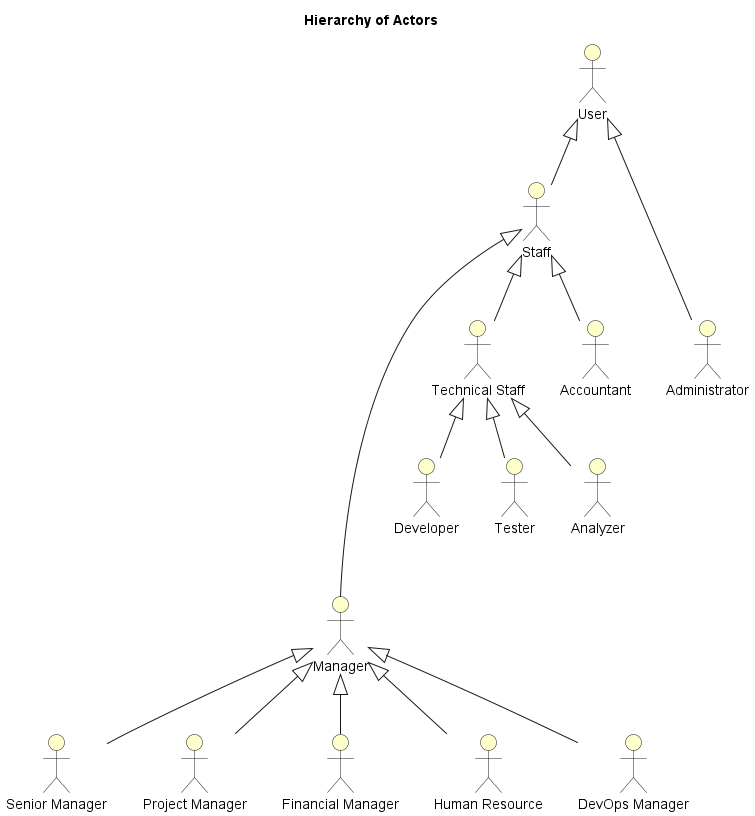 Hierarchy of Actors
User
Staff
Technical Staff
Accountant
Administrator
Developer
Tester
Analyzer
Manager
Senior Manager
Project Manager
Financial Manager
Human Resource
DevOps Manager